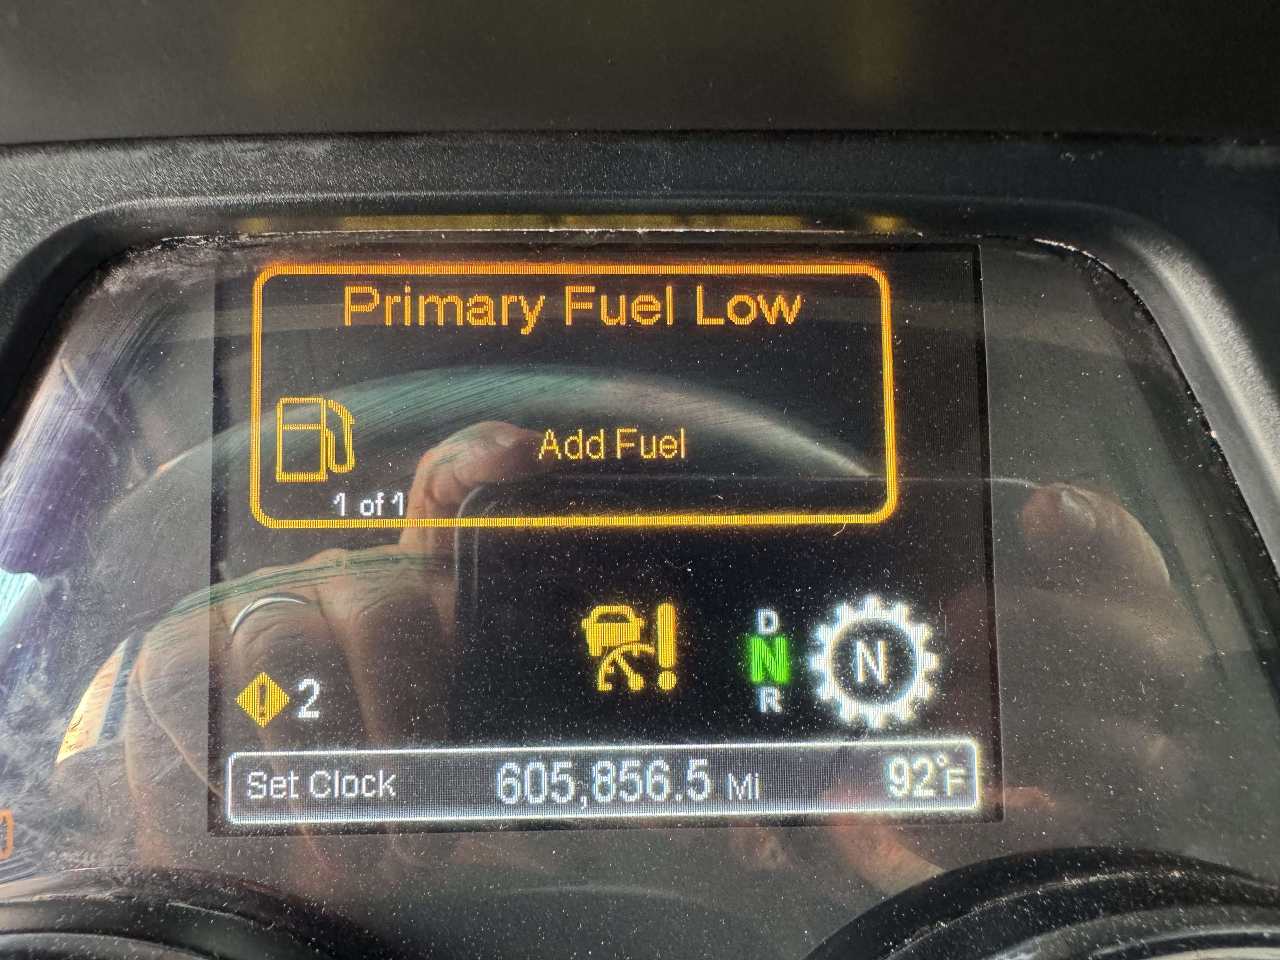 Primary Fuel Low
Add Fuel
1 of 1
D
N
R
N
2
Set Clock 605,856.5 Mi 92°F